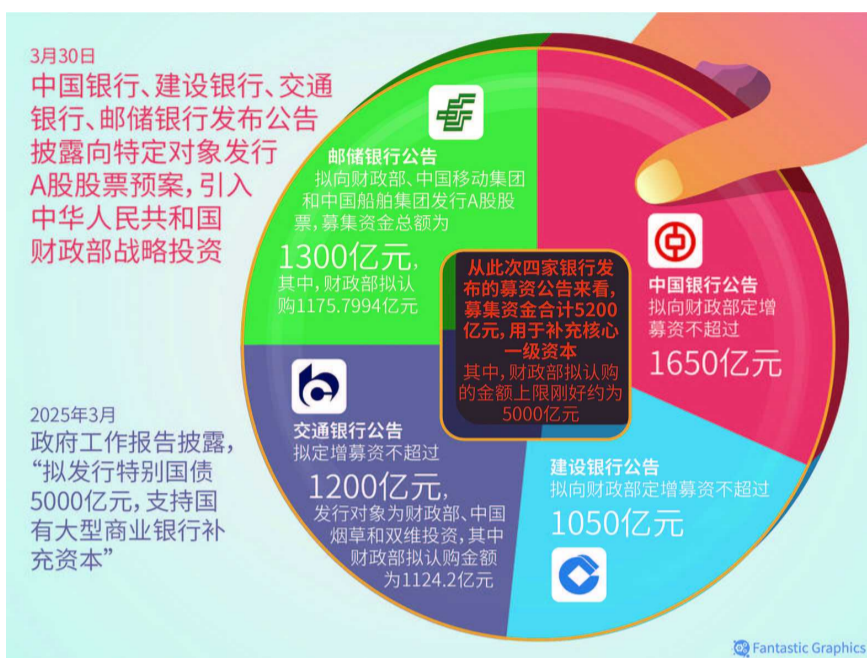 3月30日
中国银行、建设银行、交通
银行、邮储银行发布公告
披露向特定对象发行
A股股票预案，引入
中华人民共和国
财政部战略投资
2025年3月
政府工作报告披露，
“拟发行特别国债
5000亿元，支持国
有大型商业银行补
充资本”
邮储银行公告
拟向财政部、中国移动集团
和中国船舶集团发行A股股
票，募集资金总额为
1300亿元，
其中，财政部拟认
购1175.7994亿元
中国银行公告
拟向财政部定增
募资不超过
1650亿元
从此次四家银行发
布的募资公告来看，
募集资金合计5200
亿元，用于补充核心
一级资本
其中，财政部拟认购
的金额上限刚好约为
5000亿元
交通银行公告
拟定增募资不超过
1200亿元，
发行对象为财政部、中国
烟草和双维投资，其中
财政部拟认购金额
为1124.2亿元
建设银行公告
拟向财政部定增募资不超过
1050亿元
Fantastic Graphics